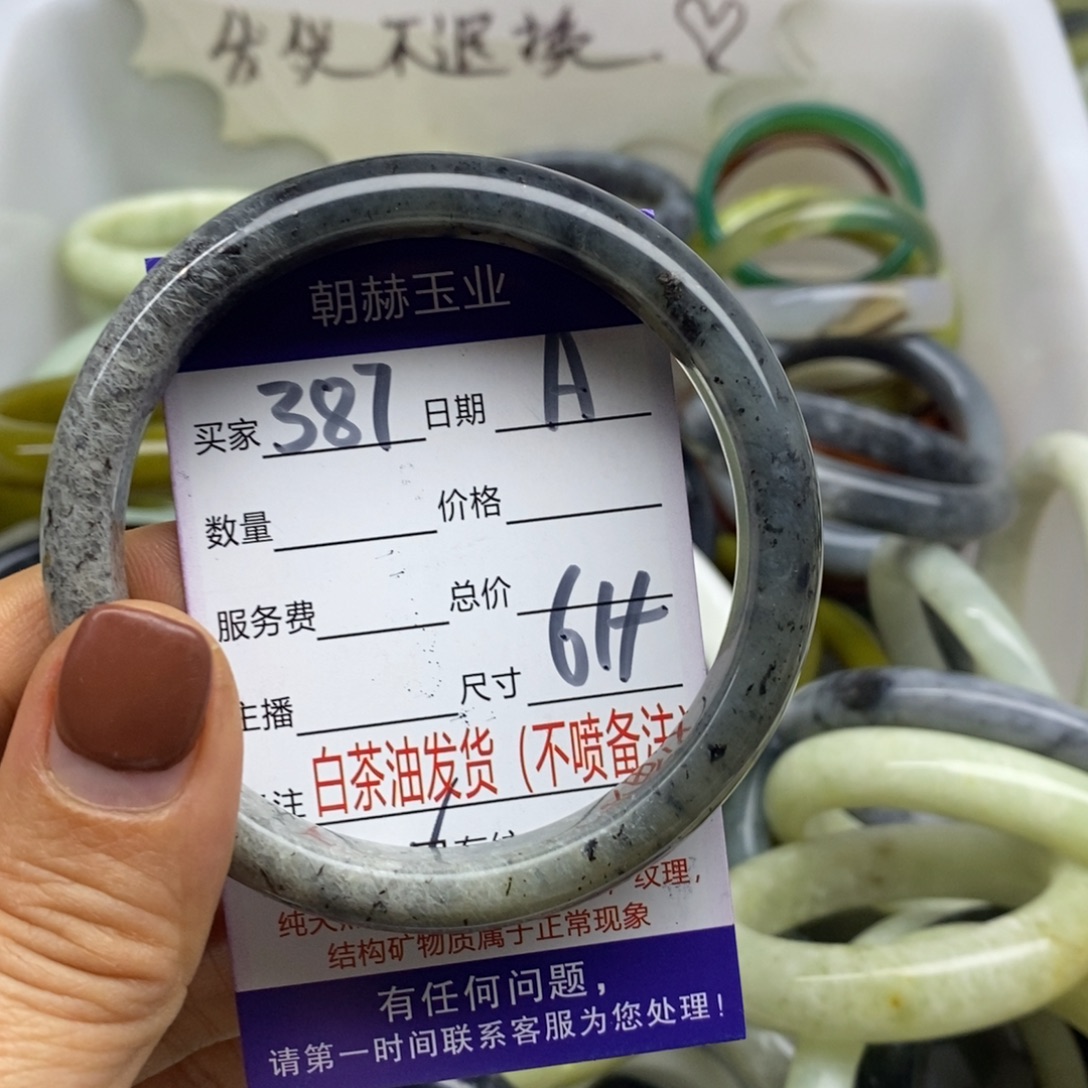 不退换
朝赫玉业
买家 387 日期 A
数量 价格
服务费 总价
主播 尺寸 61
注 白茶油发货（不喷备注
纹理，
结构矿物质属于正常现象
有任何问题，
请第一时间联系客服为您处理！